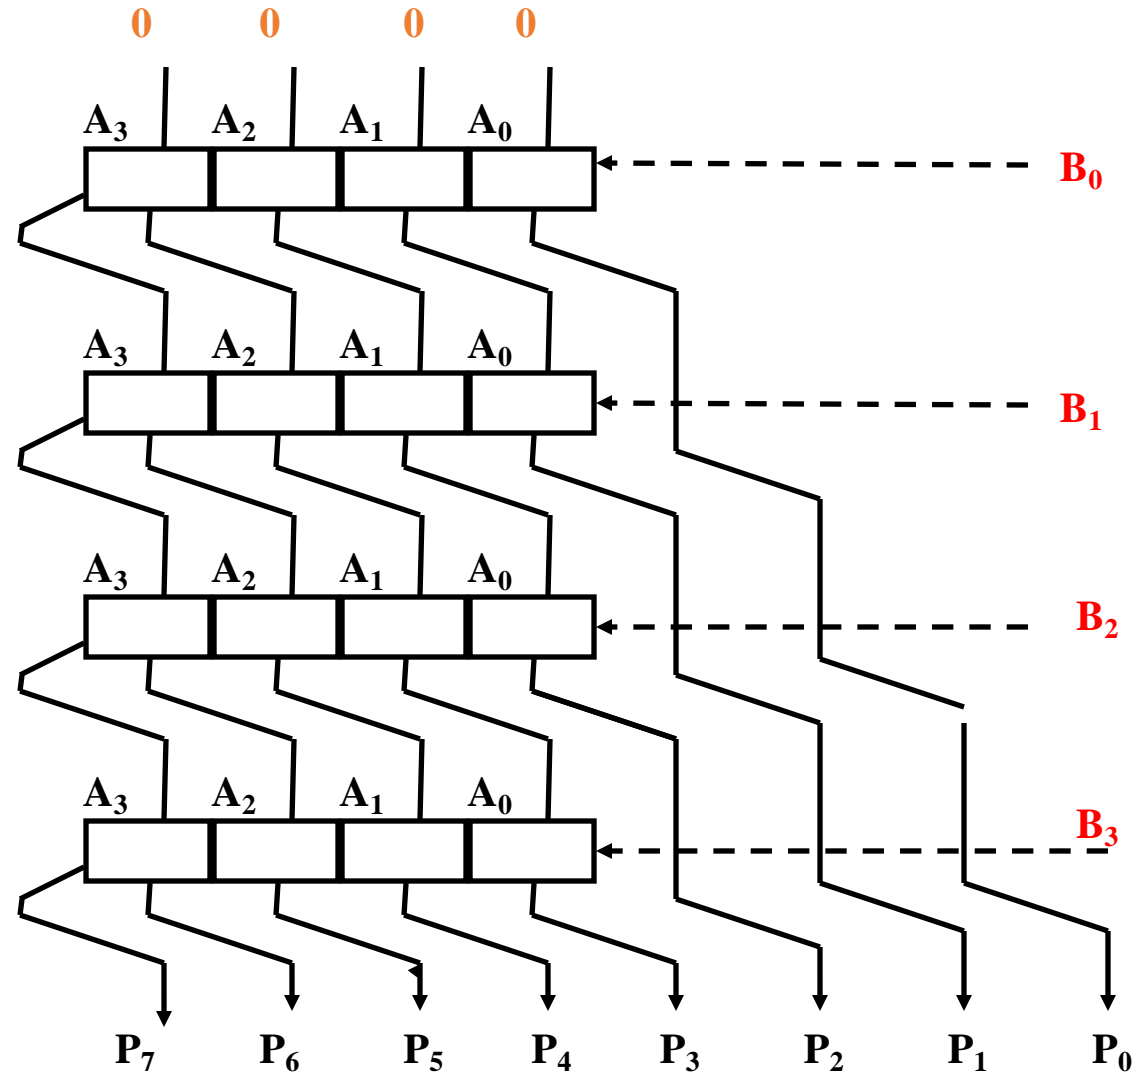 0 0 0 0
A₃ A₂ A₁ A₀
B₀
A₃ A₂ A₁ A₀
B₁
A₃ A₂ A₁ A₀
B₂
A₃ A₂ A₁ A₀
B₃
P₇ P₆ P₅ P₄ P₃ P₂ P₁ P₀